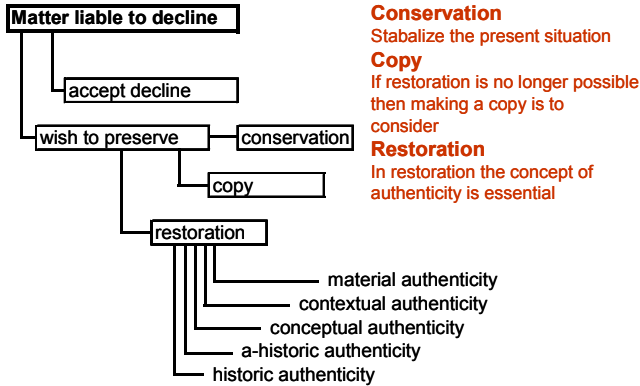 Matter liable to decline
accept decline
wish to preserve
conservation
copy
restoration
material authenticity
contextual authenticity
conceptual authenticity
a-historic authenticity
historic authenticity
Conservation
Stabalize the present situation
Copy
If restoration is no longer possible
then making a copy is to
consider
Restoration
In restoration the concept of
authenticity is essential